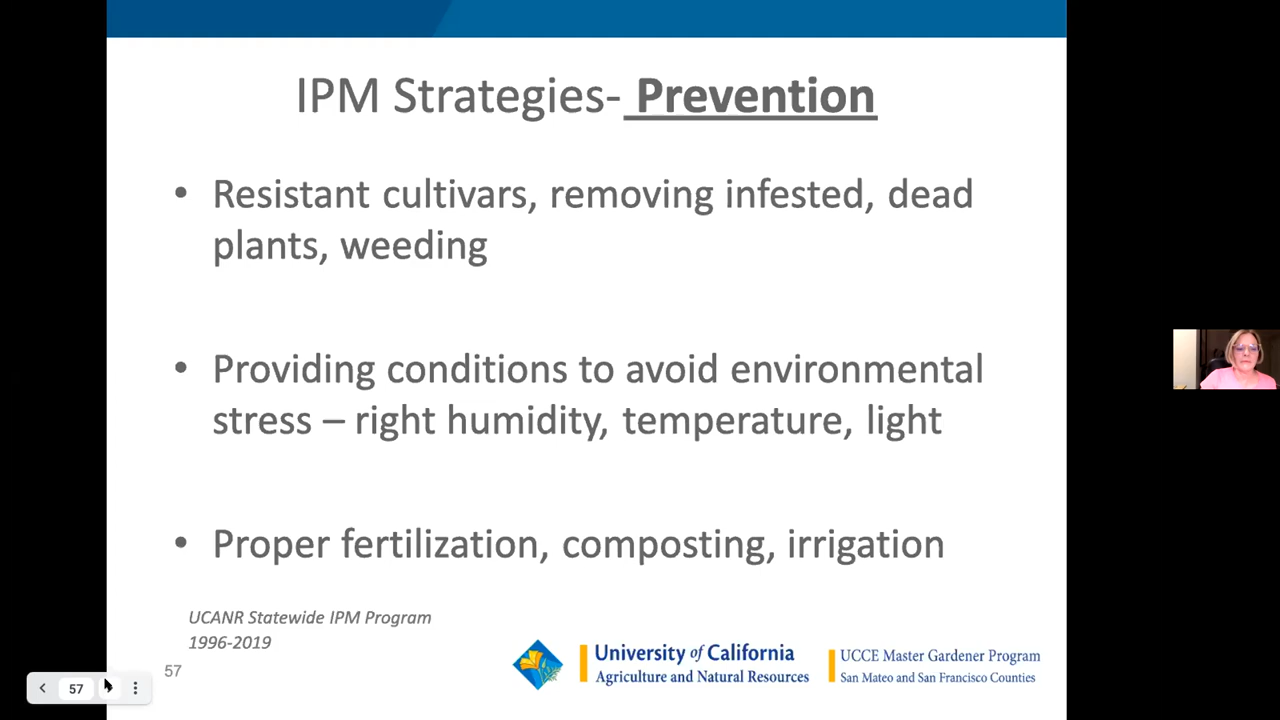 IPM Strategies- Prevention
• Resistant cultivars, removing infested, dead
plants, weeding
• Providing conditions to avoid environmental
stress – right humidity, temperature, light
• Proper fertilization, composting, irrigation
UCANR Statewide IPM Program
1996-2019
57
University of California
Agriculture and Natural Resources
UCCE Master Gardener Program
San Mateo and San Francisco Counties
57